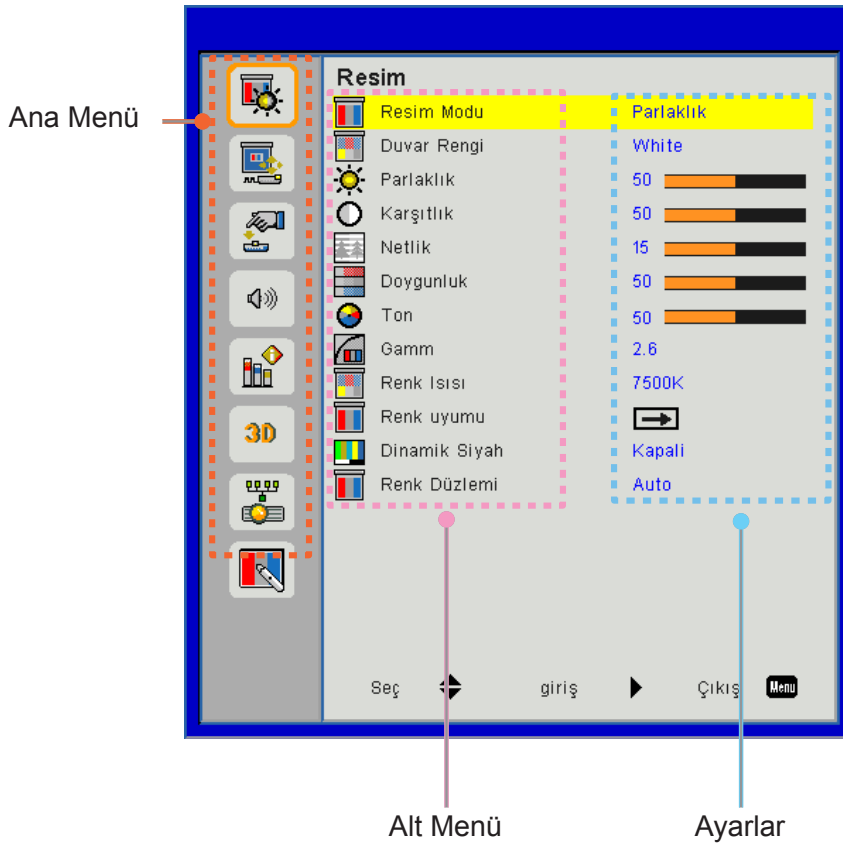 Resim
Ana Menü
Resim Modu Parlaklık
Duvar Rengi White
Parlaklık 50
Karşıtlık 50
Netlik 15
Doygunluk 50
Ton 50
Gamm 2.6
Renk Isısı 7500K
Renk uyumu
Dinamik Siyah Kapali
Renk Düzlemi Auto
3D
Seç giriş Çıkış Menu
Alt Menü Ayarlar